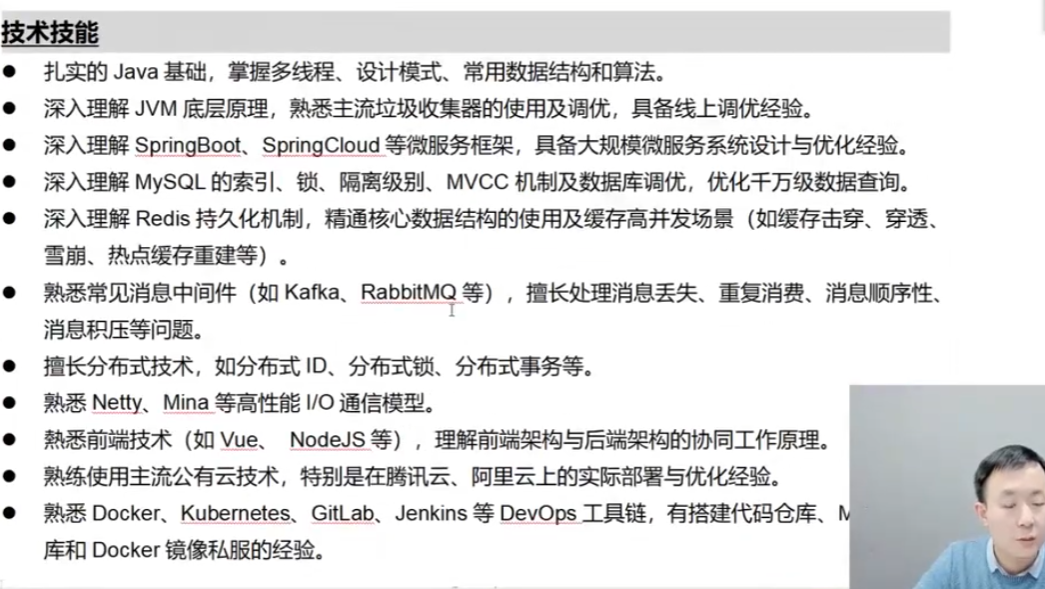 技术技能
● 扎实的 Java 基础，掌握多线程、设计模式、常用数据结构和算法。
● 深入理解 JVM 底层原理，熟悉主流垃圾收集器的使用及调优，具备线上调优经验。
● 深入理解 SpringBoot、SpringCloud 等微服务框架，具备大规模微服务系统设计与优化经验。
● 深入理解 MySQL 的索引、锁、隔离级别、MVCC 机制及数据库调优，优化千万级数据查询。
● 深入理解 Redis 持久化机制，精通核心数据结构的使用及缓存高并发场景（如缓存击穿、穿透、
雪崩、热点缓存重建等）。
● 熟悉常见消息中间件（如 Kafka、RabbitMQ 等），擅长处理消息丢失、重复消费、消息顺序性、
消息积压等问题。
● 擅长分布式技术，如分布式 ID、分布式锁、分布式事务等。
● 熟悉 Netty、Mina 等高性能 I/O 通信模型。
● 熟悉前端技术（如 Vue、 NodeJS 等），理解前端架构与后端架构的协同工作原理。
● 熟练使用主流公有云技术，特别是在腾讯云、阿里云上的实际部署与优化经验。
● 熟悉 Docker、Kubernetes、GitLab、Jenkins 等 DevOps 工具链，有搭建代码仓库、
库和 Docker 镜像私服的经验。